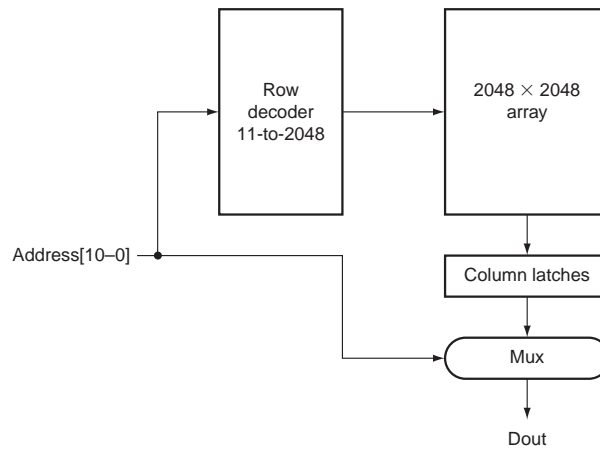 Row
decoder
11-to-2048
2048 × 2048
array
Address[10–0]
Column latches
Mux
Dout